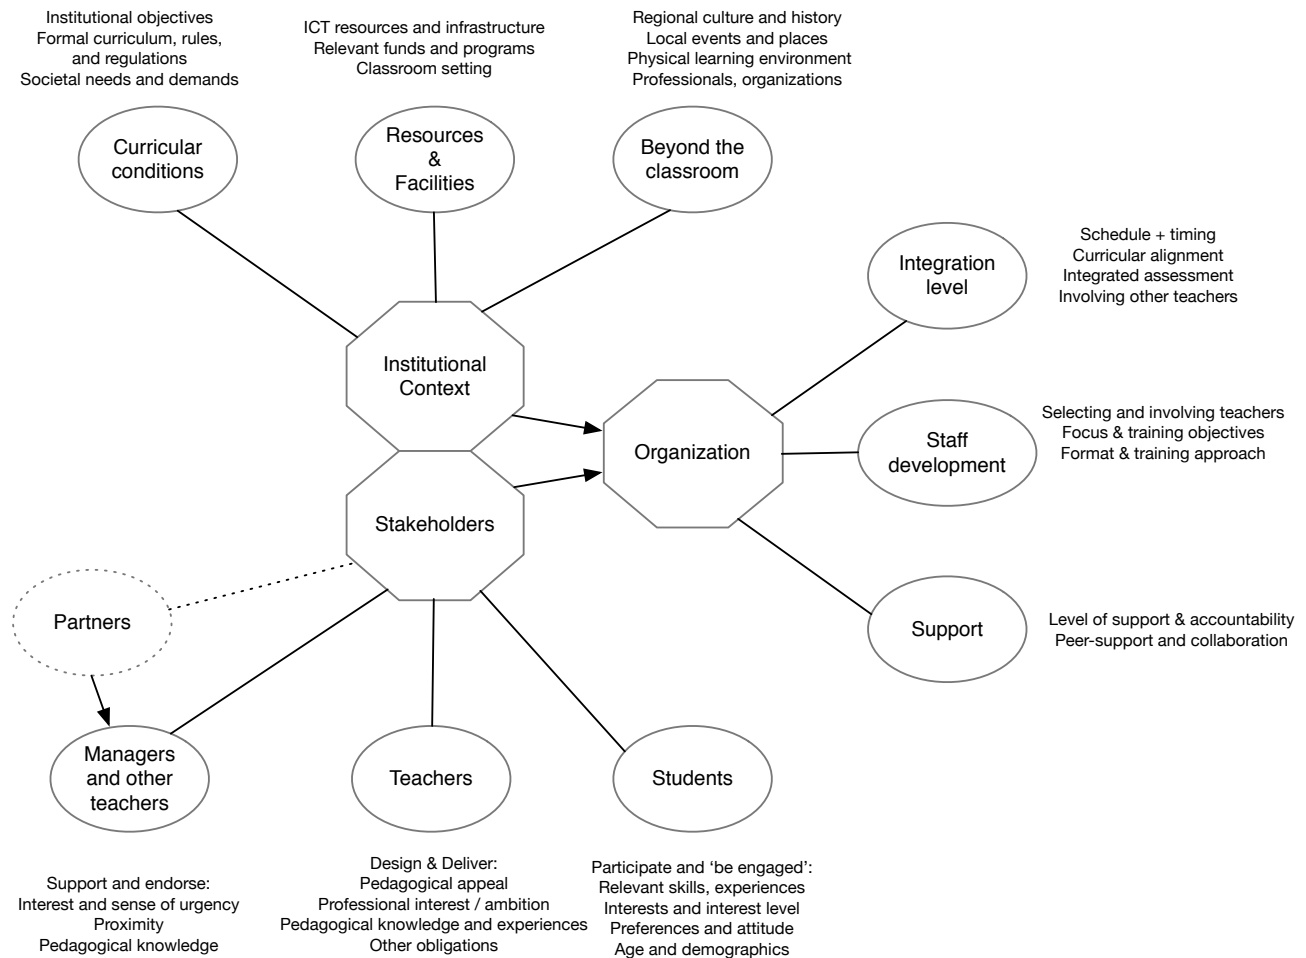 Institutional objectives
Formal curriculum, rules,
and regulations
Societal needs and demands
ICT resources and infrastructure
Relevant funds and programs
Classroom setting
Regional culture and history
Local events and places
Physical learning environment
Professionals, organizations
Curricular
conditions
Resources
&
Facilities
Beyond the
classroom
Integration
level
Schedule + timing
Curricular alignment
Integrated assessment
Involving other teachers
Institutional
Context
Organization
Staff
development
Selecting and involving teachers
Focus & training objectives
Format & training approach
Stakeholders
Partners
Support
Level of support & accountability
Peer-support and collaboration
Managers
and other
teachers
Teachers
Students
Support and endorse:
Interest and sense of urgency
Proximity
Pedagogical knowledge
Design & Deliver:
Pedagogical appeal
Professional interest / ambition
Pedagogical knowledge and experiences
Other obligations
Participate and ‘be engaged’:
Relevant skills, experiences
Interests and interest level
Preferences and attitude
Age and demographics